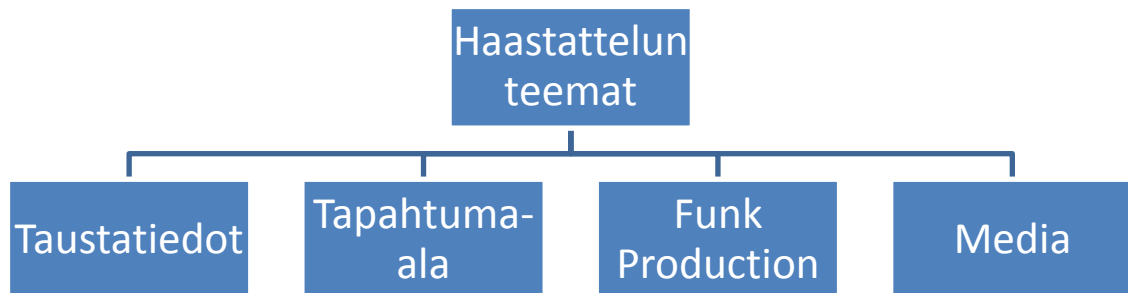 Haastattelun
teemat
Taustatiedot
Tapahtuma-
ala
Funk
Production
Media